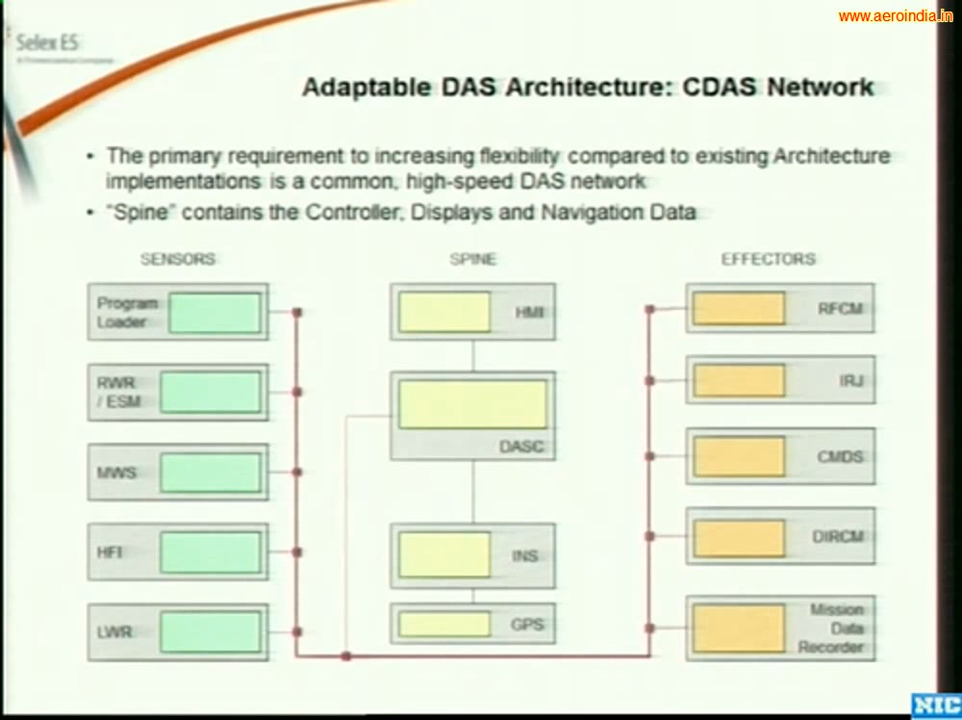 www.aeroindia.in
Selex ES
Adaptable DAS Architecture: CDAS Network
• The primary requirement to increasing flexibility compared to existing Architecture
implementations is a common, high-speed DAS network
• "Spine" contains the Controller, Displays and Navigation Data
SENSORS
SPINE
EFFECTORS
Program
Loader
RWR
/ ESM
MWS
HFI
LWR
HMI
DASC
INS
GPS
RFCM
IRJ
CMDS
DIRCM
Mission
Data
Recorder
NIC